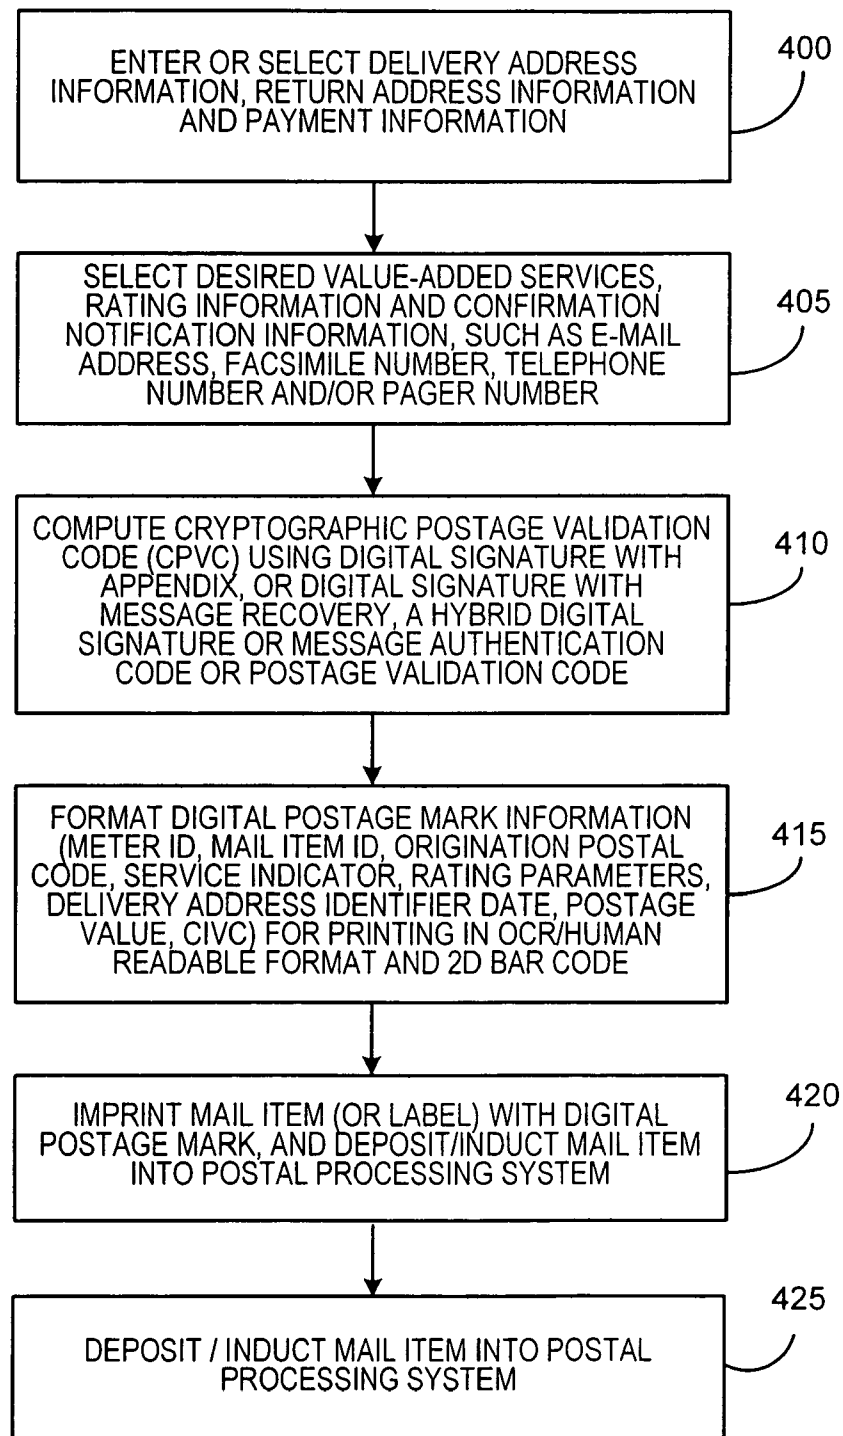 ENTER OR SELECT DELIVERY ADDRESS
INFORMATION, RETURN ADDRESS INFORMATION
AND PAYMENT INFORMATION
400
SELECT DESIRED VALUE-ADDED SERVICES,
RATING INFORMATION AND CONFIRMATION
NOTIFICATION INFORMATION, SUCH AS E-MAIL
ADDRESS, FACSIMILE NUMBER, TELEPHONE
NUMBER AND/OR PAGER NUMBER
405
COMPUTE CRYPTOGRAPHIC POSTAGE VALIDATION
CODE (CPVC) USING DIGITAL SIGNATURE WITH
APPENDIX, OR DIGITAL SIGNATURE WITH
MESSAGE RECOVERY, A HYBRID DIGITAL
SIGNATURE OR MESSAGE AUTHENTICATION
CODE OR POSTAGE VALIDATION CODE
410
FORMAT DIGITAL POSTAGE MARK INFORMATION
(METER ID, MAIL ITEM ID, ORIGINATION POSTAL
CODE, SERVICE INDICATOR, RATING PARAMETERS,
DELIVERY ADDRESS IDENTIFIER DATE, POSTAGE
VALUE, CIVC) FOR PRINTING IN OCR/HUMAN
READABLE FORMAT AND 2D BAR CODE
415
IMPRINT MAIL ITEM (OR LABEL) WITH DIGITAL
POSTAGE MARK, AND DEPOSIT/INDUCT MAIL ITEM
INTO POSTAL PROCESSING SYSTEM
420
DEPOSIT / INDUCT MAIL ITEM INTO POSTAL
PROCESSING SYSTEM
425